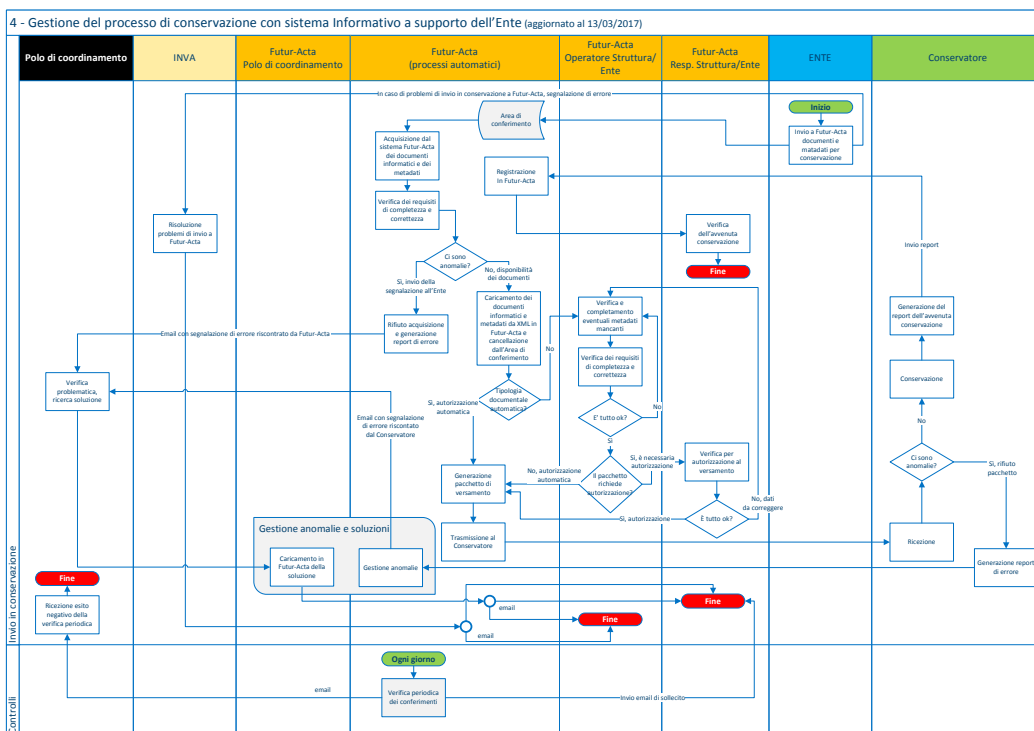 4 - Gestione del processo di conservazione con sistema Informativo a supporto dell'Ente (aggiornato al 13/03/2017)
Polo di coordinamento
INVA
Futur-Acta
Polo di coordinamento
Futur-Acta
(processi automatici)
Futur-Acta
Operatore Struttura/
Ente
Futur-Acta
Resp. Struttura/Ente
ENTE
Conservatore
Invio in conservazione
In caso di problemi di invio in conservazione a Futur-Acta, segnalazione di errore
Inizio
Area di
conferimento
Invio a Futur-Acta
documenti e
matadati per
conservazione
Acquisizione dal
sistema Futur-Acta
dei documenti
informatici e dei
metadati
Registrazione
In Futur-Acta
Verifica dei requisiti
di completezza e
correttezza
Risoluzione
problemi di invio a
Futur-Acta
Verifica
dell'avvenuta
conservazione
Fine
Invio report
Ci sono
anomalie?
No, disponibilità
dei documenti
Sì, invio della
segnalazione all'Ente
Caricamento dei
documenti
informatici e
metadati da XML in
Futur-Acta e
cancellazione
dall'Area di
conferimento
Verifica e
completamento
eventuali metadati
mancanti
Generazione del
report dell'avvenuta
conservazione
Rifiuto acquisizione
e generazione
report di errore
Email con segnalazione di errore riscontrato da Futur-Acta
No
Verifica dei requisiti
di completezza e
correttezza
Verifica
problematica,
ricerca soluzione
Conservazione
Tipologia
documentale
automatica?
Sì, autorizzazione
automatica
No
E' tutto ok?
Email con segnalazione
di errore riscontato
dal Conservatore
No
Sì
Sì, è necessaria
autorizzazione
Verifica per
autorizzazione al
versamento
Ci sono
anomalie?
Sì, rifiuto
pacchetto
No, autorizzazione
automatica
Il pacchetto
richiede
autorizzazione?
Generazione
pacchetto di
versamento
No, dati
da correggere
Sì, autorizzazione
È tutto ok?
Gestione anomalie e soluzioni
Trasmissione al
Conservatore
Ricezione
Caricamento in
Futur-Acta della
soluzione
Gestione anomalie
Generazione report
di errore
Fine
Ricezione esito
negativo della
verifica periodica
email
Fine
Fine
email
Controlli
Ogni giorno
Verifica periodica
dei conferimenti
email
Invio email di sollecito